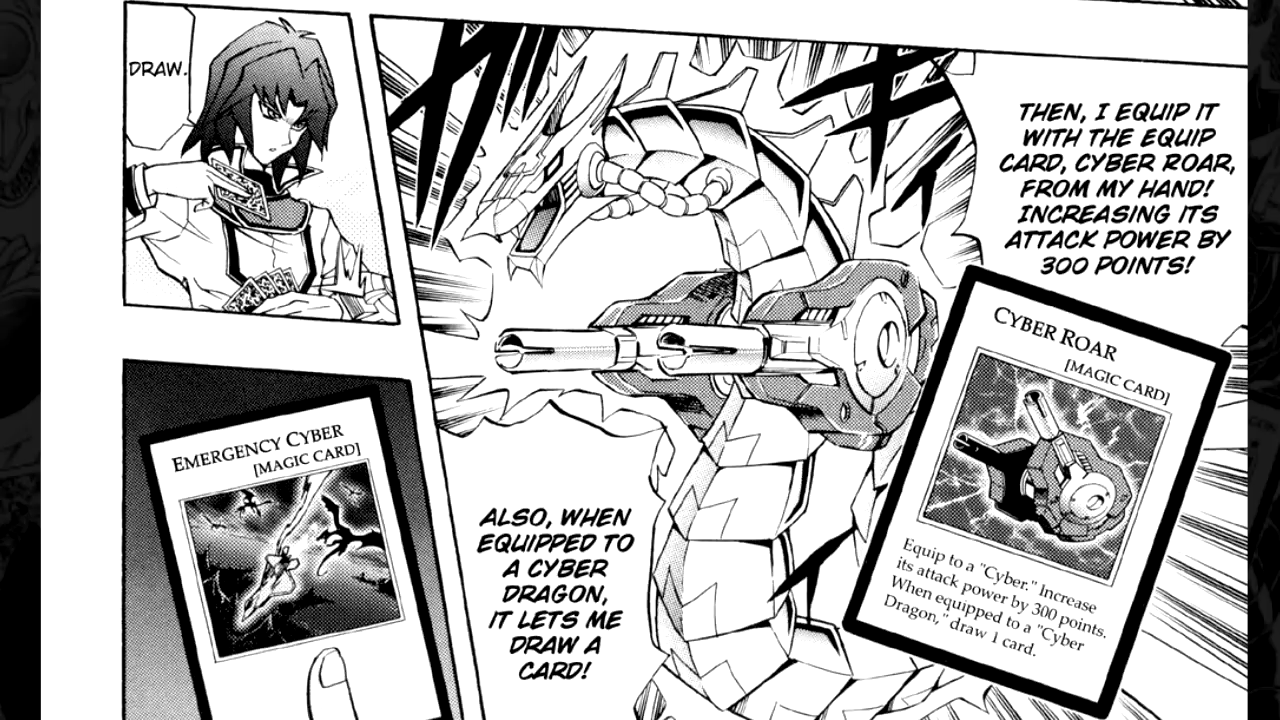 DRAW.
THEN, I EQUIP IT
WITH THE EQUIP
CARD, CYBER ROAR,
FROM MY HAND!
INCREASING ITS
ATTACK POWER BY
300 POINTS!
CYBER ROAR
[MAGIC CARD]
Equip to a "Cyber." Increase
its attack power by 300 points.
When equipped to a "Cyber
Dragon," draw 1 card.
ALSO, WHEN
EQUIPPED TO
A CYBER
DRAGON,
IT LETS ME
DRAW A
CARD!
EMERGENCY CYBER
[MAGIC CARD]